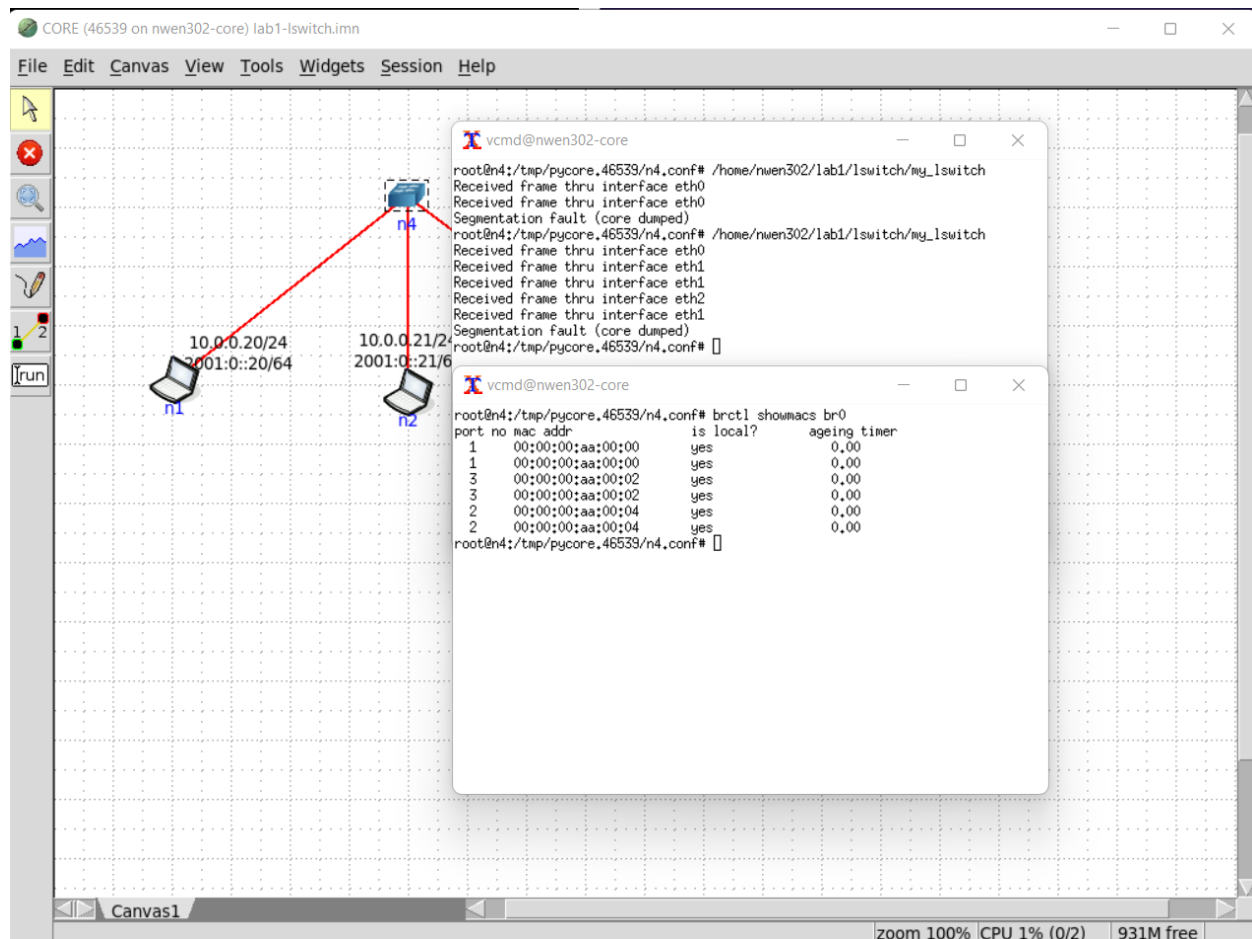 CORE (46539 on nwen302-core) lab1-lswitch.imn
File Edit Canvas View Tools Widgets Session Help
vcmd@nwen302-core
root@n4:/tmp/pycore.46539/n4.conf# /home/nwen302/lab1/lswitch/my_lswitch
Received frame thru interface eth0
Received frame thru interface eth0
Segmentation fault (core dumped)
root@n4:/tmp/pycore.46539/n4.conf# /home/nwen302/lab1/lswitch/my_lswitch
Received frame thru interface eth0
Received frame thru interface eth1
Received frame thru interface eth1
Received frame thru interface eth2
Received frame thru interface eth1
Segmentation fault (core dumped)
root@n4:/tmp/pycore.46539/n4.conf#
n4
10.0.0.20/24
2001:0::20/64
n1
10.0.0.21/24
2001:0::21/6
n2
1 2
run
vcmd@nwen302-core
root@n4:/tmp/pycore.46539/n4.conf# brctl showmacs br0
port no mac addr is local? ageing timer
1 00:00:00:aa:00:00 yes 0.00
1 00:00:00:aa:00:00 yes 0.00
3 00:00:00:aa:00:02 yes 0.00
3 00:00:00:aa:00:02 yes 0.00
2 00:00:00:aa:00:04 yes 0.00
2 00:00:00:aa:00:04 yes 0.00
root@n4:/tmp/pycore.46539/n4.conf#
Canvas1
zoom 100% CPU 1% (0/2) 931M free